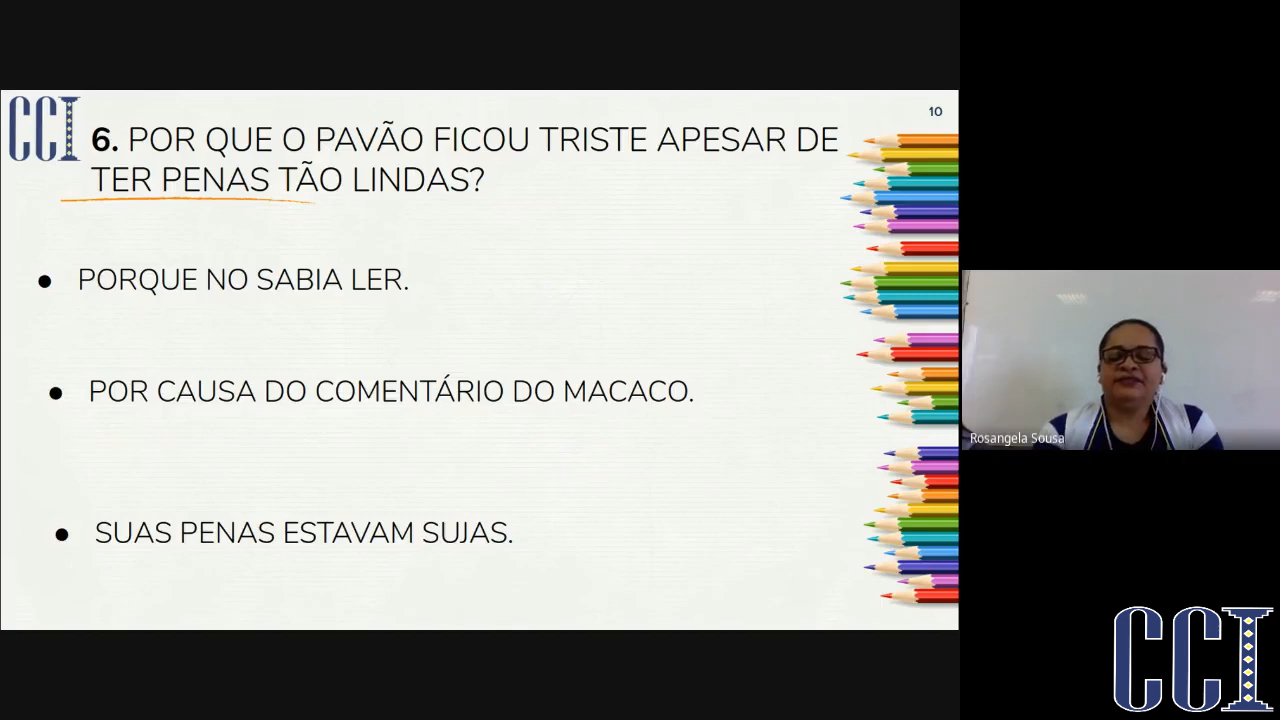 CCI
10
6. POR QUE O PAVÃO FICOU TRISTE APESAR DE
TER PENAS TÃO LINDAS?
● PORQUE NO SABIA LER.
● POR CAUSA DO COMENTÁRIO DO MACACO.
● SUAS PENAS ESTAVAM SUJAS.
Rosangela Sousa
CCI